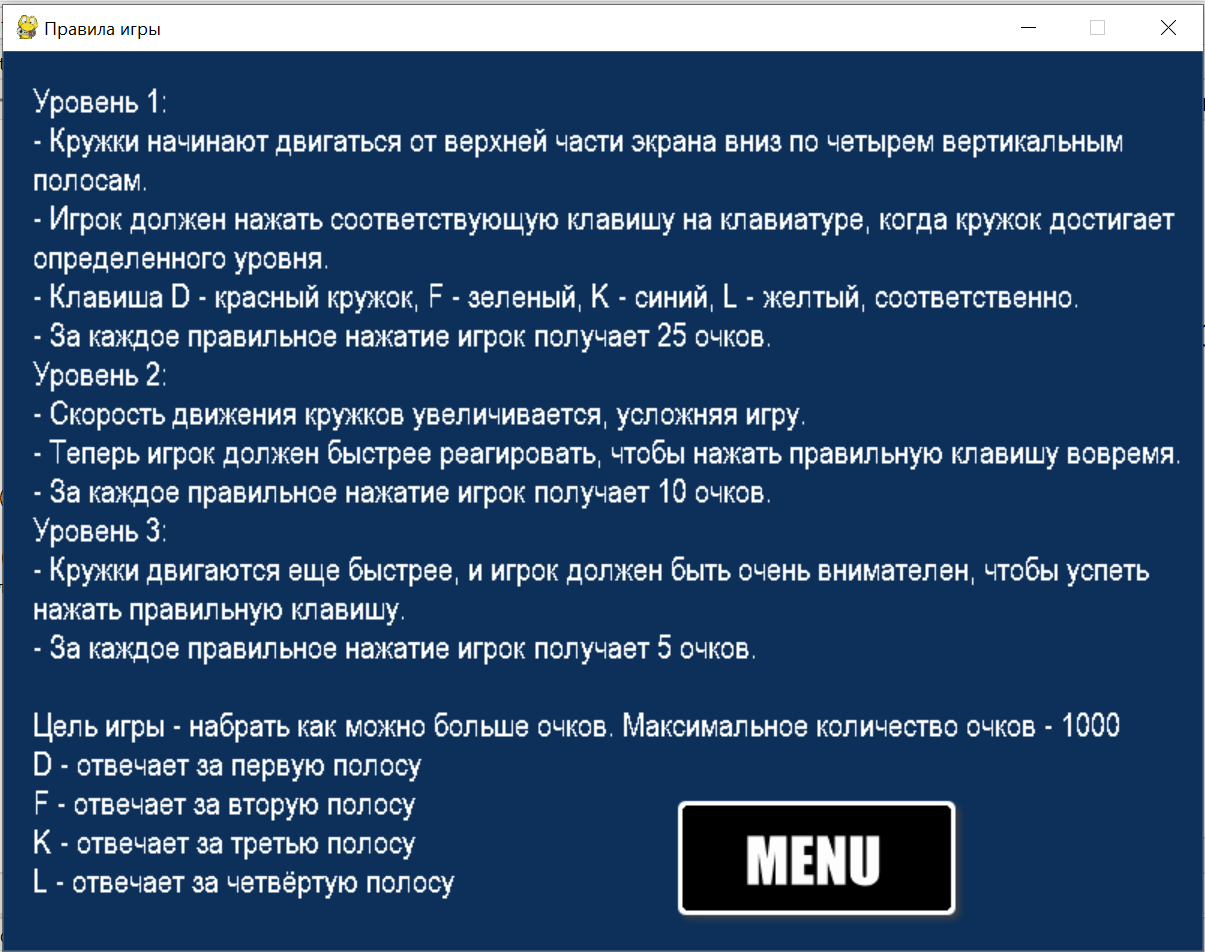 Правила игры
Уровень 1:
- Кружки начинают двигаться от верхней части экрана вниз по четырем вертикальным
полосам.
- Игрок должен нажать соответствующую клавишу на клавиатуре, когда кружок достигает
определенного уровня.
- Клавиша D - красный кружок, F - зеленый, K - синий, L - желтый, соответственно.
- За каждое правильное нажатие игрок получает 25 очков.
Уровень 2:
- Скорость движения кружков увеличивается, усложняя игру.
- Теперь игрок должен быстрее реагировать, чтобы нажать правильную клавишу вовремя.
- За каждое правильное нажатие игрок получает 10 очков.
Уровень 3:
- Кружки двигаются еще быстрее, и игрок должен быть очень внимателен, чтобы успеть
нажать правильную клавишу.
- За каждое правильное нажатие игрок получает 5 очков.
Цель игры - набрать как можно больше очков. Максимальное количество очков - 1000
D - отвечает за первую полосу
F - отвечает за вторую полосу
K - отвечает за третью полосу
L - отвечает за четвёртую полосу
MENU